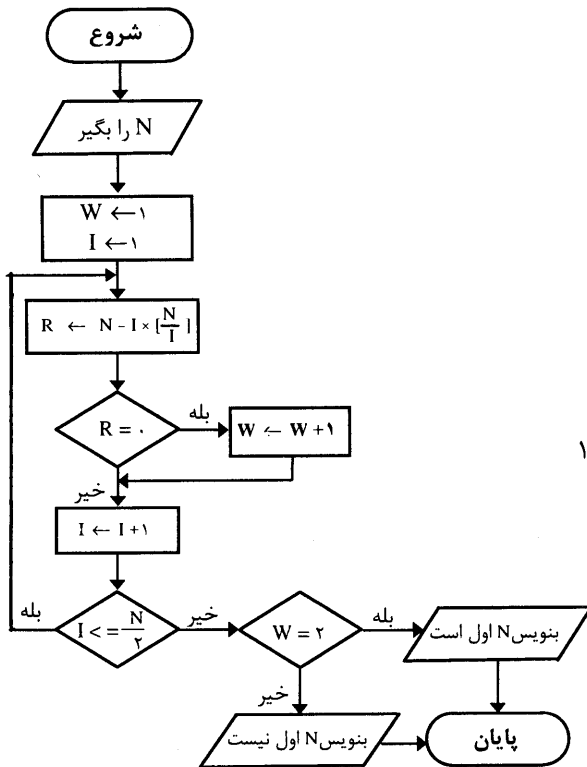 شروع
N را بگیر
W ←۱
I ←۱
R ← N - I × [N/I]
R = ۰
بله
W ← W +۱
خیر
I ← I +۱
I < = N/۲
بله
خیر
W = ۲
بله
بنویس N اول است
خیر
بنویس N اول نیست
پایان
۱